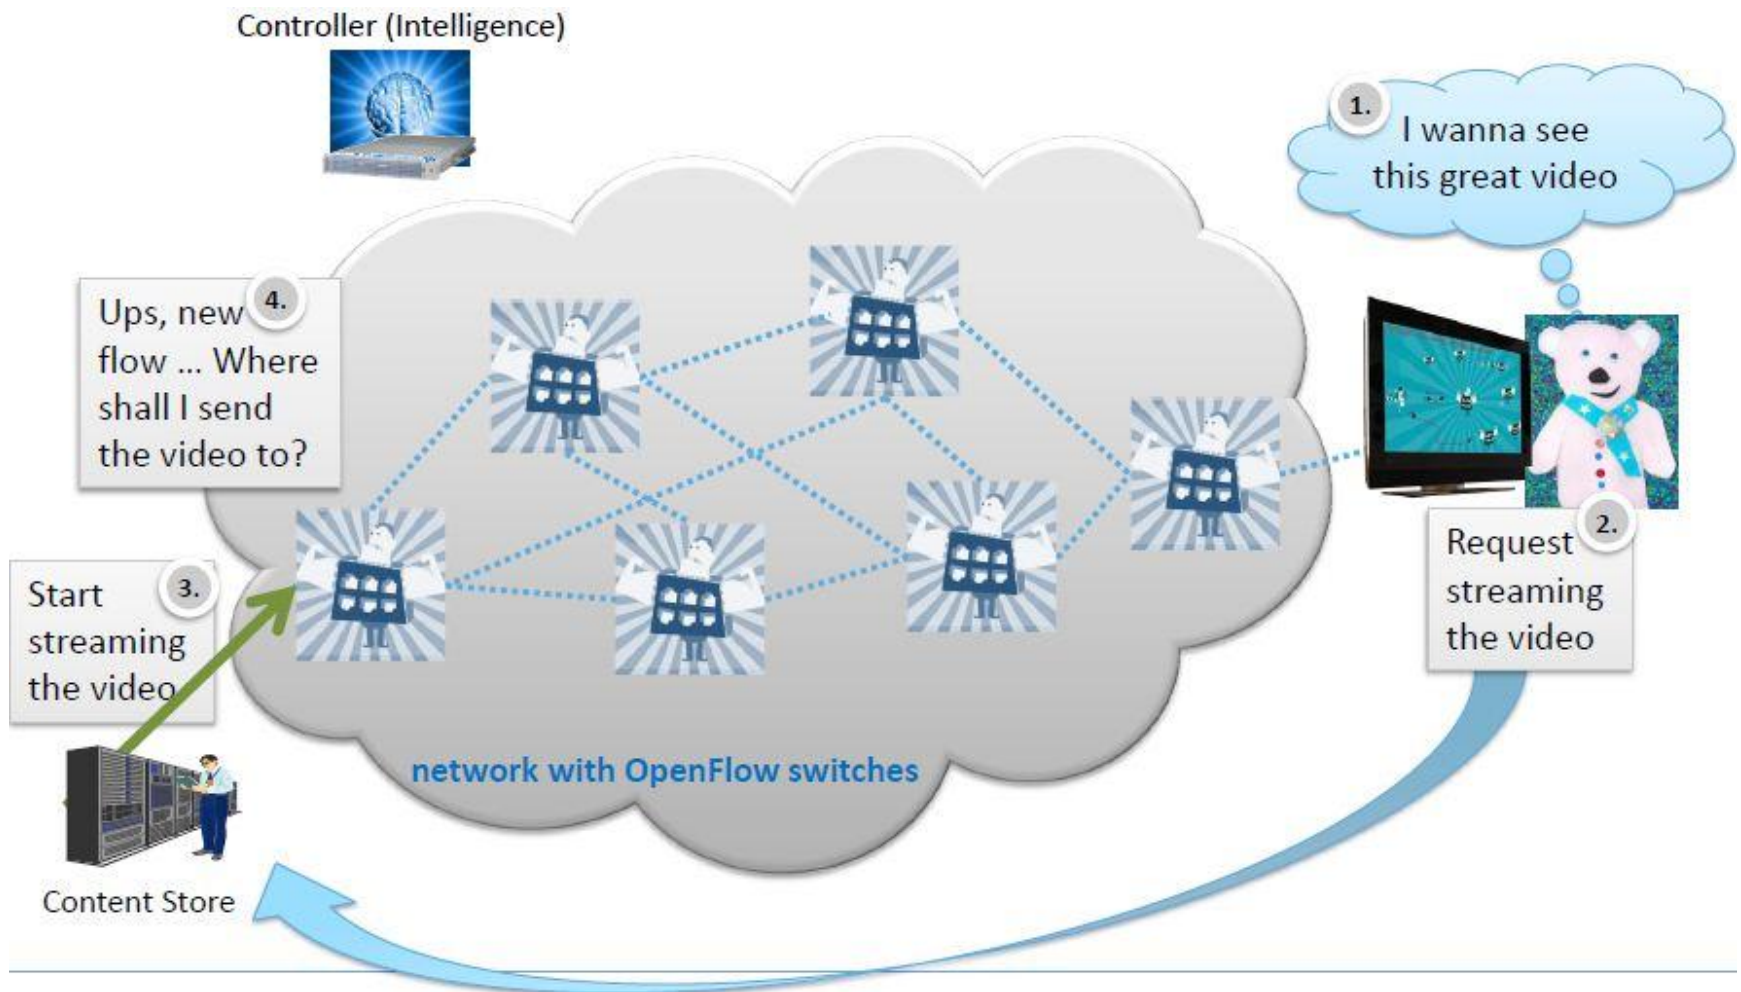 Controller (Intelligence)
1.
I wanna see
this great video
4.
Ups, new
flow ... Where
shall I send
the video to?
2.
Request
streaming
the video
3.
Start
streaming
the video
network with OpenFlow switches
Content Store